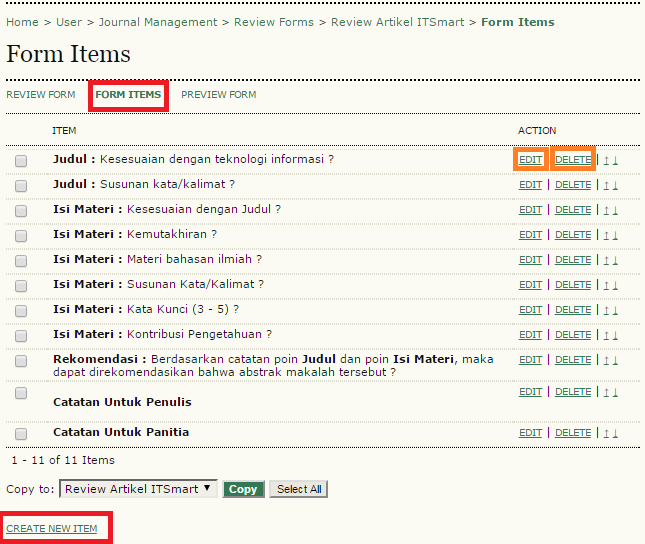 Home > User > Journal Management > Review Forms > Review Artikel ITSmart > Form Items
Form Items
REVIEW FORM FORM ITEMS PREVIEW FORM
ITEM ACTION
Judul : Kesesuaian dengan teknologi informasi ? EDIT | DELETE | ↑ ↓
Judul : Susunan kata/kalimat ? EDIT | DELETE | ↑ ↓
Isi Materi : Kesesuaian dengan Judul ? EDIT | DELETE | ↑ ↓
Isi Materi : Kemutakhiran ? EDIT | DELETE | ↑ ↓
Isi Materi : Materi bahasan ilmiah ? EDIT | DELETE | ↑ ↓
Isi Materi : Susunan Kata/Kalimat ? EDIT | DELETE | ↑ ↓
Isi Materi : Kata Kunci (3 - 5) ? EDIT | DELETE | ↑ ↓
Isi Materi : Kontribusi Pengetahuan ? EDIT | DELETE | ↑ ↓
Rekomendasi : Berdasarkan catatan poin Judul dan poin Isi Materi, maka EDIT | DELETE | ↑ ↓
dapat direkomendasikan bahwa abstrak makalah tersebut ?
Catatan Untuk Penulis EDIT | DELETE | ↑ ↓
Catatan Untuk Panitia EDIT | DELETE | ↑ ↓
1 - 11 of 11 Items
Copy to: Review Artikel ITSmart ▼ Copy Select All
CREATE NEW ITEM